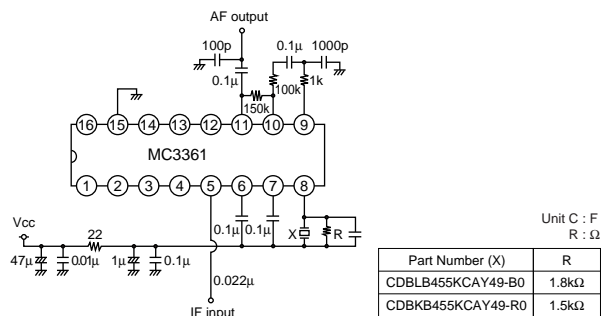 AF output
100p
0.1µ
1000p
0.1µ
100k
1k
150k
16 15 14 13 12 11 10 9
MC3361
1 2 3 4 5 6 7 8
Vcc
22
0.1µ 0.1µ
X R
47µ 0.01µ 1µ 0.1µ
0.022µ
IF input
Unit C : F
R : Ω
Part Number (X) R
CDBLB455KCAY49-B0 1.8kΩ
CDBKB455KCAY49-R0 1.5kΩ